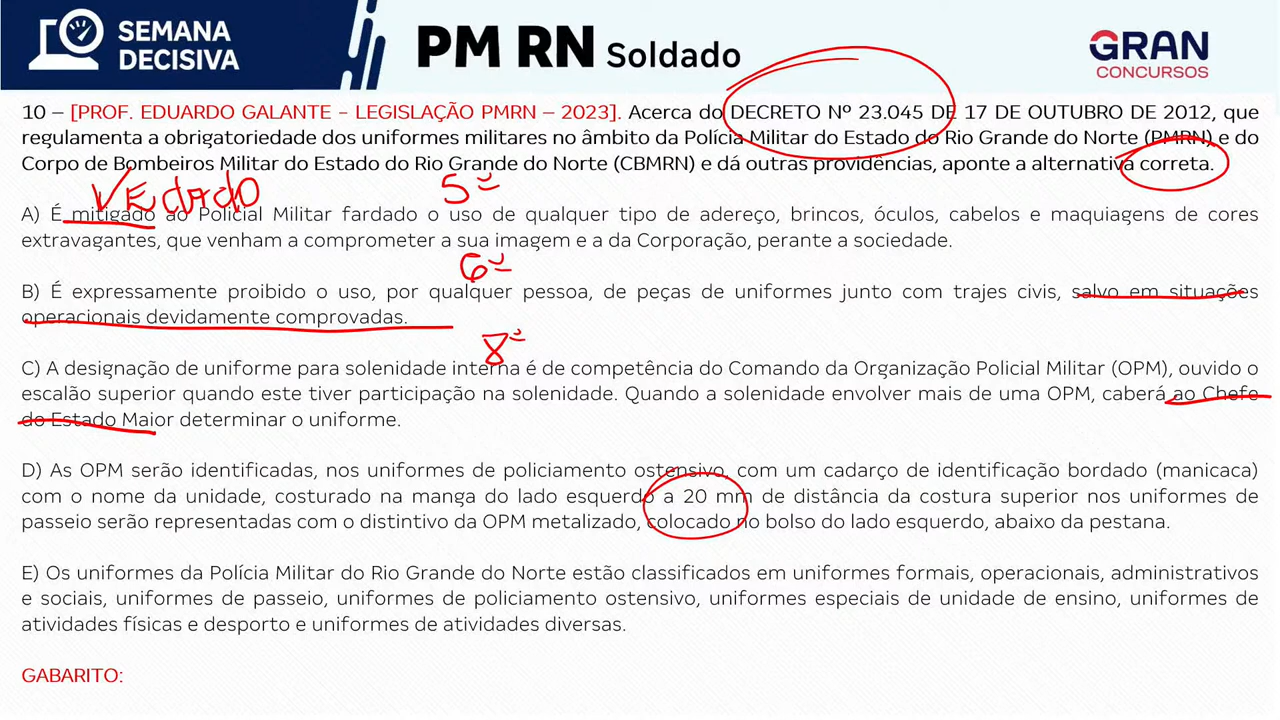 SEMANA
DECISIVA
PM RN Soldado
GRAN
CONCURSOS
10 – [PROF. EDUARDO GALANTE – LEGISLAÇÃO PMRN – 2023]. Acerca do DECRETO Nº 23.045 DE 17 DE OUTUBRO DE 2012, que
regulamenta a obrigatoriedade dos uniformes militares no âmbito da Polícia Militar do Estado do Rio Grande do Norte (PMRN) e do
Corpo de Bombeiros Militar do Estado do Rio Grande do Norte (CBMRN) e dá outras providências, aponte a alternativa correta.
VEdado 5º
A) É mitigado ao Policial Militar fardado o uso de qualquer tipo de adereço, brincos, óculos, cabelos e maquiagens de cores
extravagantes, que venham a comprometer a sua imagem e a da Corporação, perante a sociedade.
6º
B) É expressamente proibido o uso, por qualquer pessoa, de peças de uniformes junto com trajes civis, salvo em situações
operacionais devidamente comprovadas.
8º
C) A designação de uniforme para solenidade interna é de competência do Comando da Organização Policial Militar (OPM), ouvido o
escalão superior quando este tiver participação na solenidade. Quando a solenidade envolver mais de uma OPM, caberá ao Chefe
do Estado Maior determinar o uniforme.
D) As OPM serão identificadas, nos uniformes de policiamento ostensivo, com um cadarço de identificação bordado (manicaca)
com o nome da unidade, costurado na manga do lado esquerdo a 20 mm de distância da costura superior nos uniformes de
passeio serão representadas com o distintivo da OPM metalizado, colocado no bolso do lado esquerdo, abaixo da pestana.
E) Os uniformes da Polícia Militar do Rio Grande do Norte estão classificados em uniformes formais, operacionais, administrativos
e sociais, uniformes de passeio, uniformes de policiamento ostensivo, uniformes especiais de unidade de ensino, uniformes de
atividades físicas e desporto e uniformes de atividades diversas.
GABARITO: